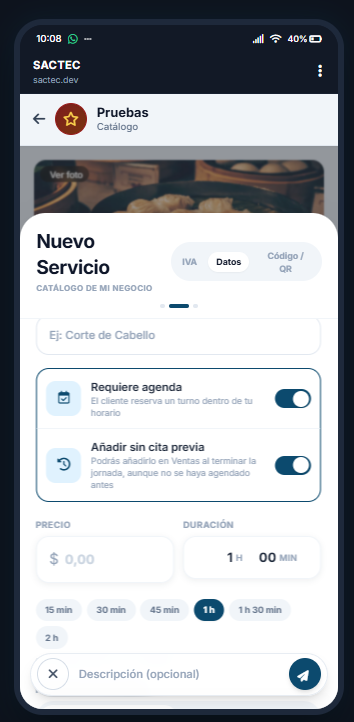 10:08
40%
SACTEC
sactec.dev
Pruebas
Catálogo
Ver foto
Nuevo
Servicio
CATÁLOGO DE MI NEGOCIO
IVA
Datos
Código /
QR
Ej: Corte de Cabello
Requiere agenda
El cliente reserva un turno dentro de tu
horario
Añadir sin cita previa
Podrás añadirlo en Ventas al terminar la
jornada, aunque no se haya agendado
antes
PRECIO
DURACIÓN
$ 0,00
1 H 00 MIN
15 min
30 min
45 min
1 h
1 h 30 min
2 h
Descripción (opcional)